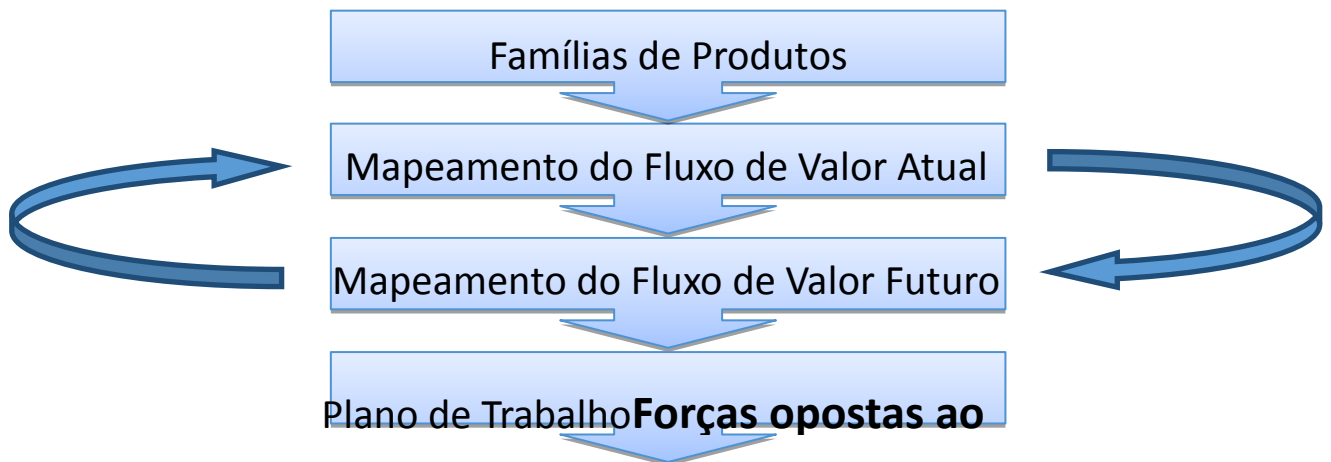 Famílias de Produtos
Mapeamento do Fluxo de Valor Atual
Mapeamento do Fluxo de Valor Futuro
Plano de TrabalhoForças opostas ao